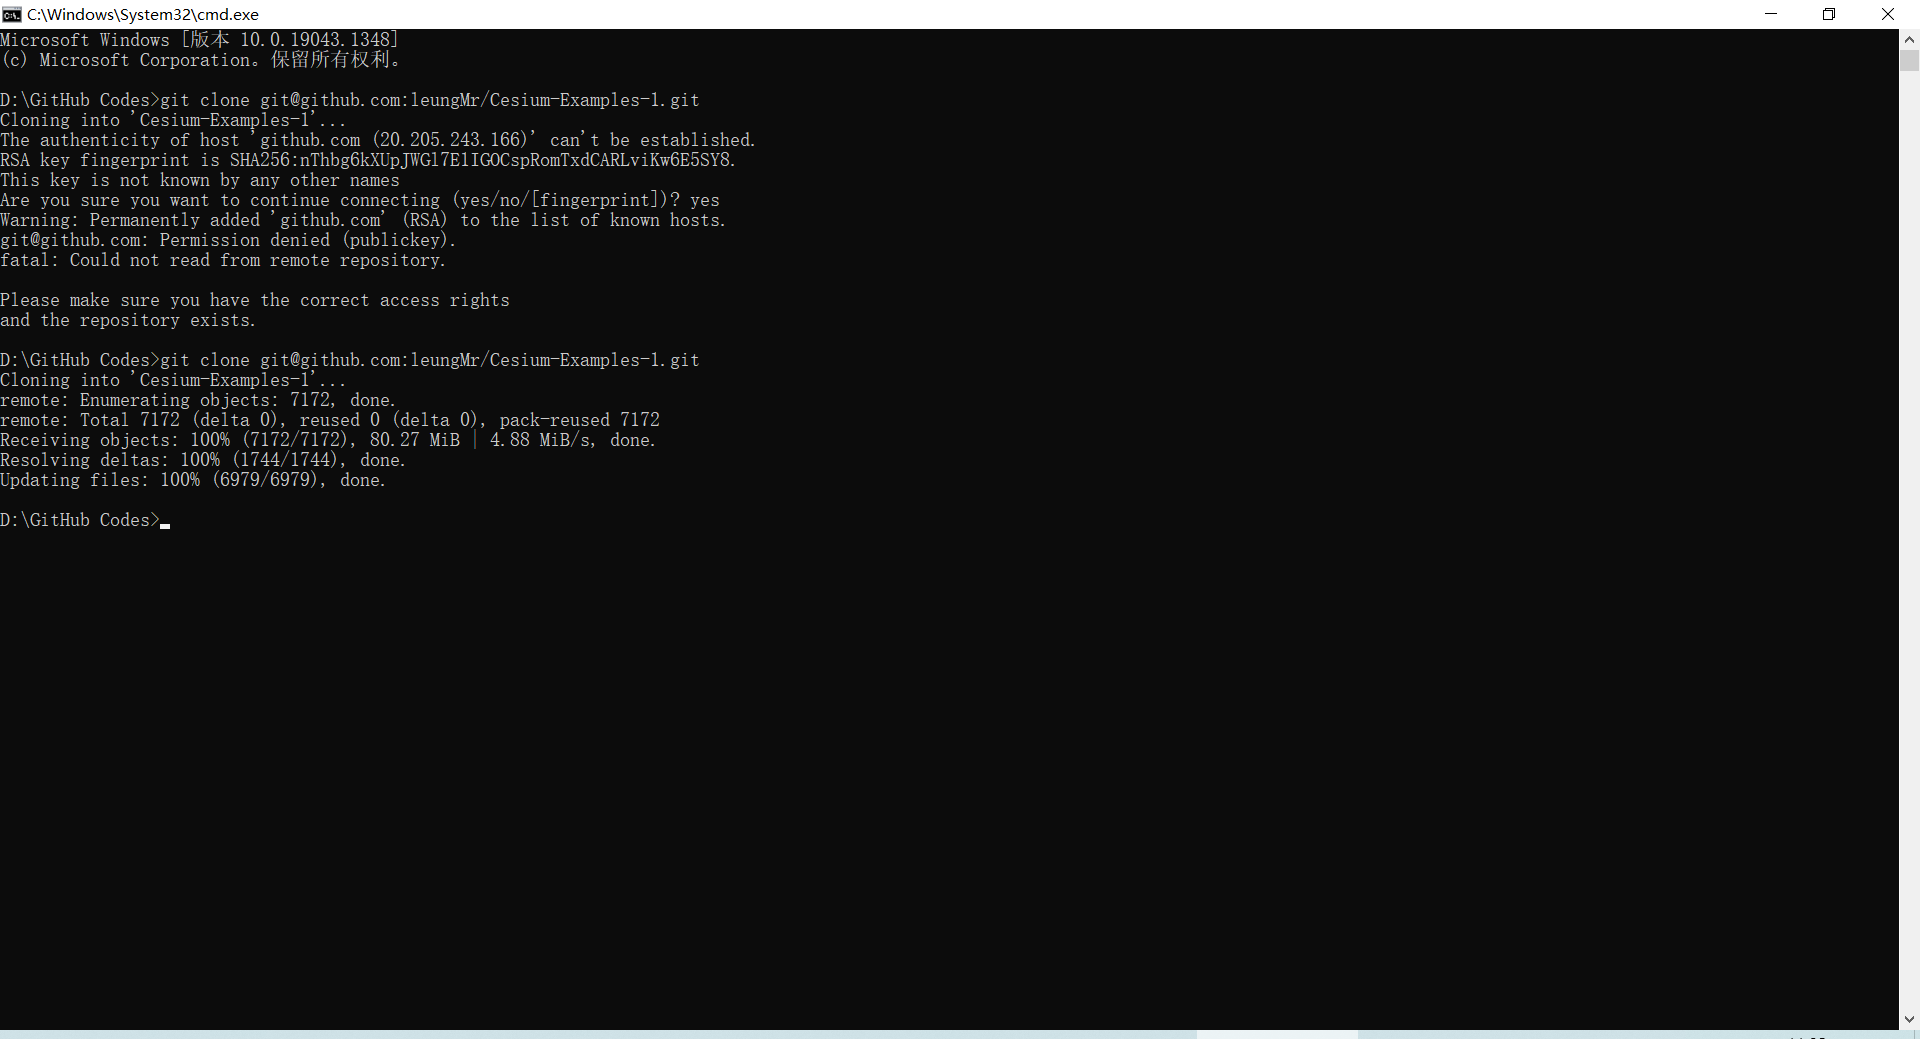 C:\Windows\System32\cmd.exe
Microsoft Windows [版本 10.0.19043.1348]
(c) Microsoft Corporation。保留所有权利。
D:\GitHub Codes>git clone git@github.com:leungMr/Cesium-Examples-1.git
Cloning into 'Cesium-Examples-1'...
The authenticity of host 'github.com (20.205.243.166)' can't be established.
RSA key fingerprint is SHA256:nThbg6kXUpJWGl7E1IGOCspRomTxdCARLviKw6E5SY8.
This key is not known by any other names
Are you sure you want to continue connecting (yes/no/[fingerprint])? yes
Warning: Permanently added 'github.com' (RSA) to the list of known hosts.
git@github.com: Permission denied (publickey).
fatal: Could not read from remote repository.
Please make sure you have the correct access rights
and the repository exists.
D:\GitHub Codes>git clone git@github.com:leungMr/Cesium-Examples-1.git
Cloning into 'Cesium-Examples-1'...
remote: Enumerating objects: 7172, done.
remote: Total 7172 (delta 0), reused 0 (delta 0), pack-reused 7172
Receiving objects: 100% (7172/7172), 80.27 MiB | 4.88 MiB/s, done.
Resolving deltas: 100% (1744/1744), done.
Updating files: 100% (6979/6979), done.
D:\GitHub Codes>